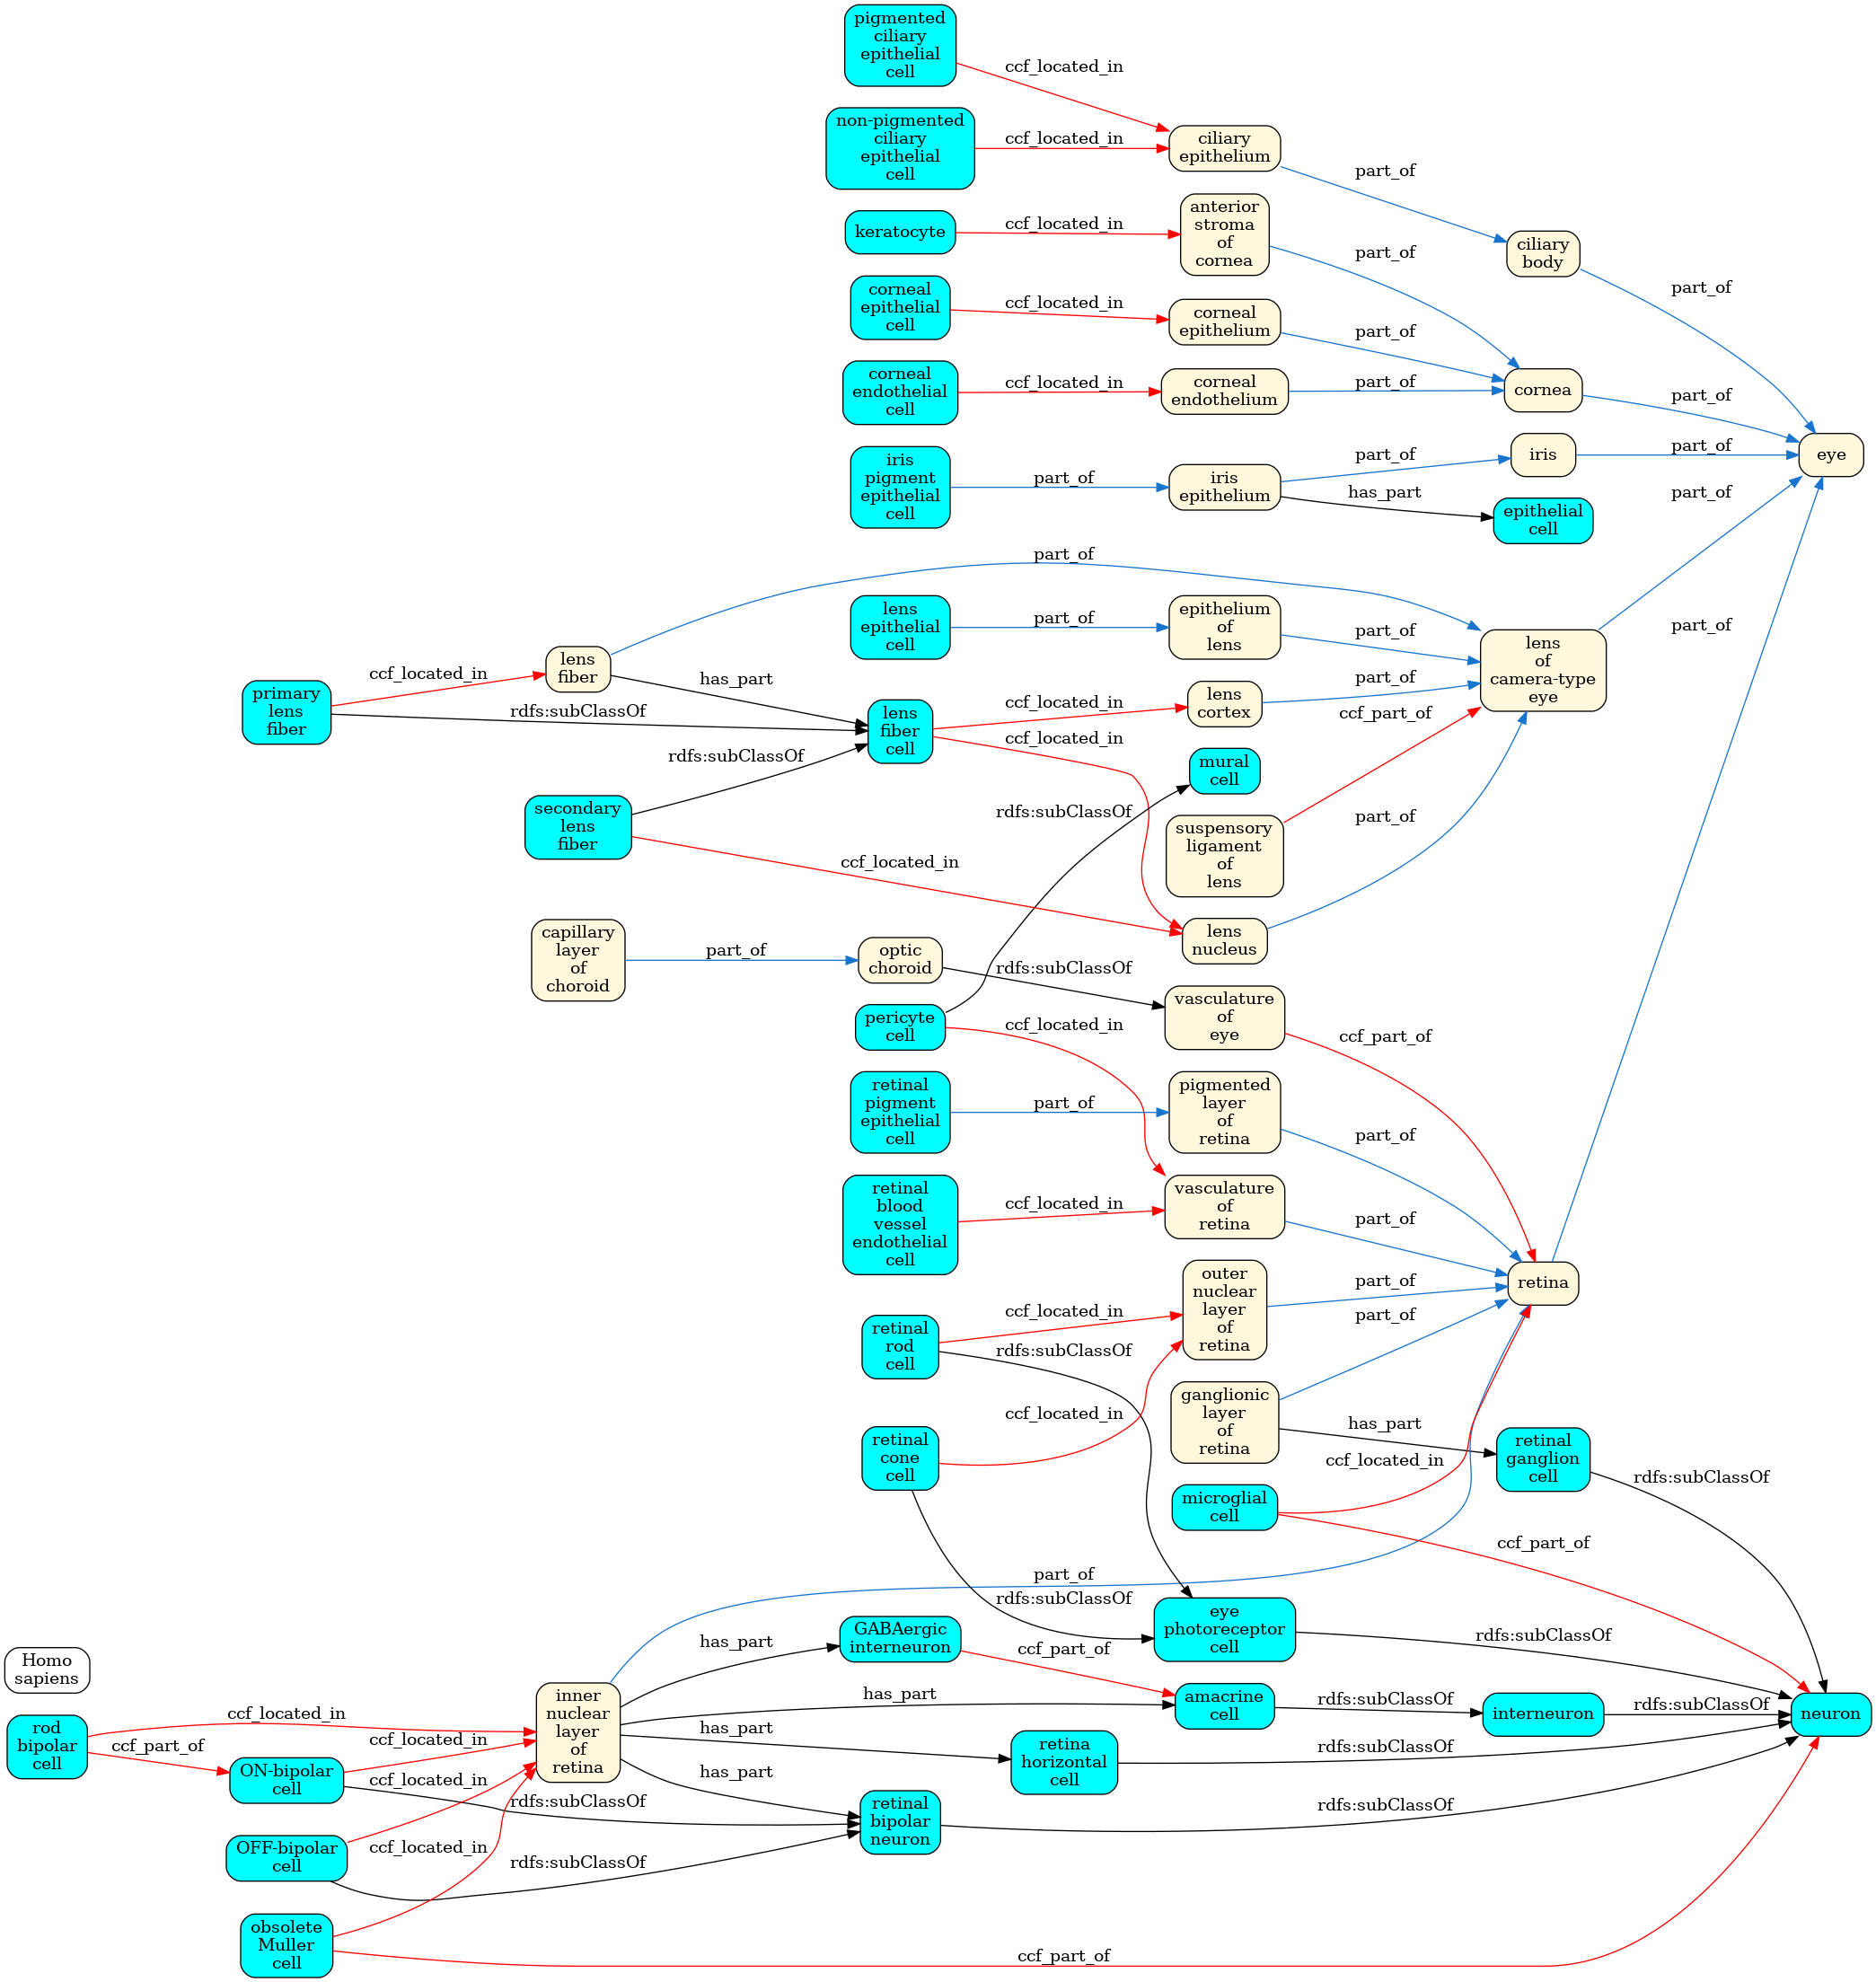 pigmented
ciliary
epithelial
cell
ccf_located_in
non-pigmented
ciliary
epithelial
cell
ccf_located_in
ciliary
epithelium
part_of
keratocyte
ccf_located_in
anterior
stroma
of
cornea
part_of
ciliary
body
part_of
corneal
epithelial
cell
ccf_located_in
corneal
epithelium
part_of
corneal
endothelial
cell
ccf_located_in
corneal
endothelium
part_of
cornea
part_of
iris
pigment
epithelial
cell
part_of
iris
epithelium
part_of
has_part
iris
part_of
eye
epithelial
cell
part_of
part_of
lens
epithelial
cell
part_of
epithelium
of
lens
part_of
lens
of
camera-type
eye
part_of
primary
lens
fiber
ccf_located_in
rdfs:subClassOf
lens
fiber
has_part
lens
fiber
cell
ccf_located_in
ccf_located_in
lens
cortex
part_of
ccf_part_of
secondary
lens
fiber
rdfs:subClassOf
ccf_located_in
mural
cell
rdfs:subClassOf
suspensory
ligament
of
lens
part_of
lens
nucleus
capillary
layer
of
choroid
part_of
optic
choroid
rdfs:subClassOf
vasculature
of
eye
ccf_part_of
pericyte
cell
ccf_located_in
retinal
pigment
epithelial
cell
part_of
pigmented
layer
of
retina
part_of
retinal
blood
vessel
endothelial
cell
ccf_located_in
vasculature
of
retina
part_of
retina
retinal
rod
cell
ccf_located_in
rdfs:subClassOf
outer
nuclear
layer
of
retina
part_of
part_of
retinal
cone
cell
ccf_located_in
rdfs:subClassOf
ganglionic
layer
of
retina
has_part
retinal
ganglion
cell
rdfs:subClassOf
microglial
cell
ccf_located_in
ccf_part_of
part_of
eye
photoreceptor
cell
rdfs:subClassOf
Homo
sapiens
rod
bipolar
cell
ccf_located_in
ccf_part_of
ON-bipolar
cell
ccf_located_in
rdfs:subClassOf
inner
nuclear
layer
of
retina
has_part
has_part
has_part
has_part
GABAergic
interneuron
ccf_part_of
amacrine
cell
rdfs:subClassOf
interneuron
rdfs:subClassOf
neuron
retina
horizontal
cell
rdfs:subClassOf
OFF-bipolar
cell
ccf_located_in
rdfs:subClassOf
retinal
bipolar
neuron
rdfs:subClassOf
obsolete
Muller
cell
ccf_located_in
ccf_part_of